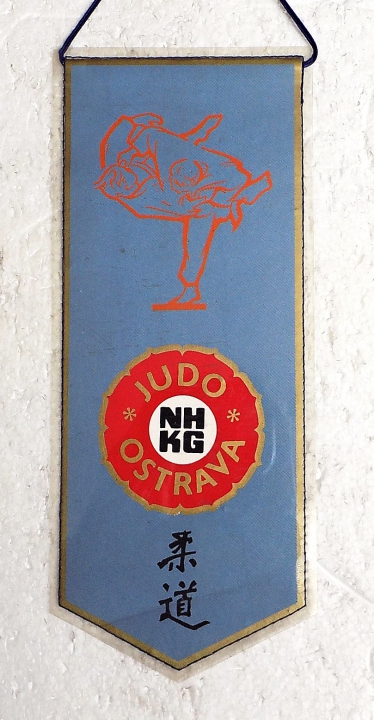 JUDO
NH
KG
* OSTRAVA *
柔
道